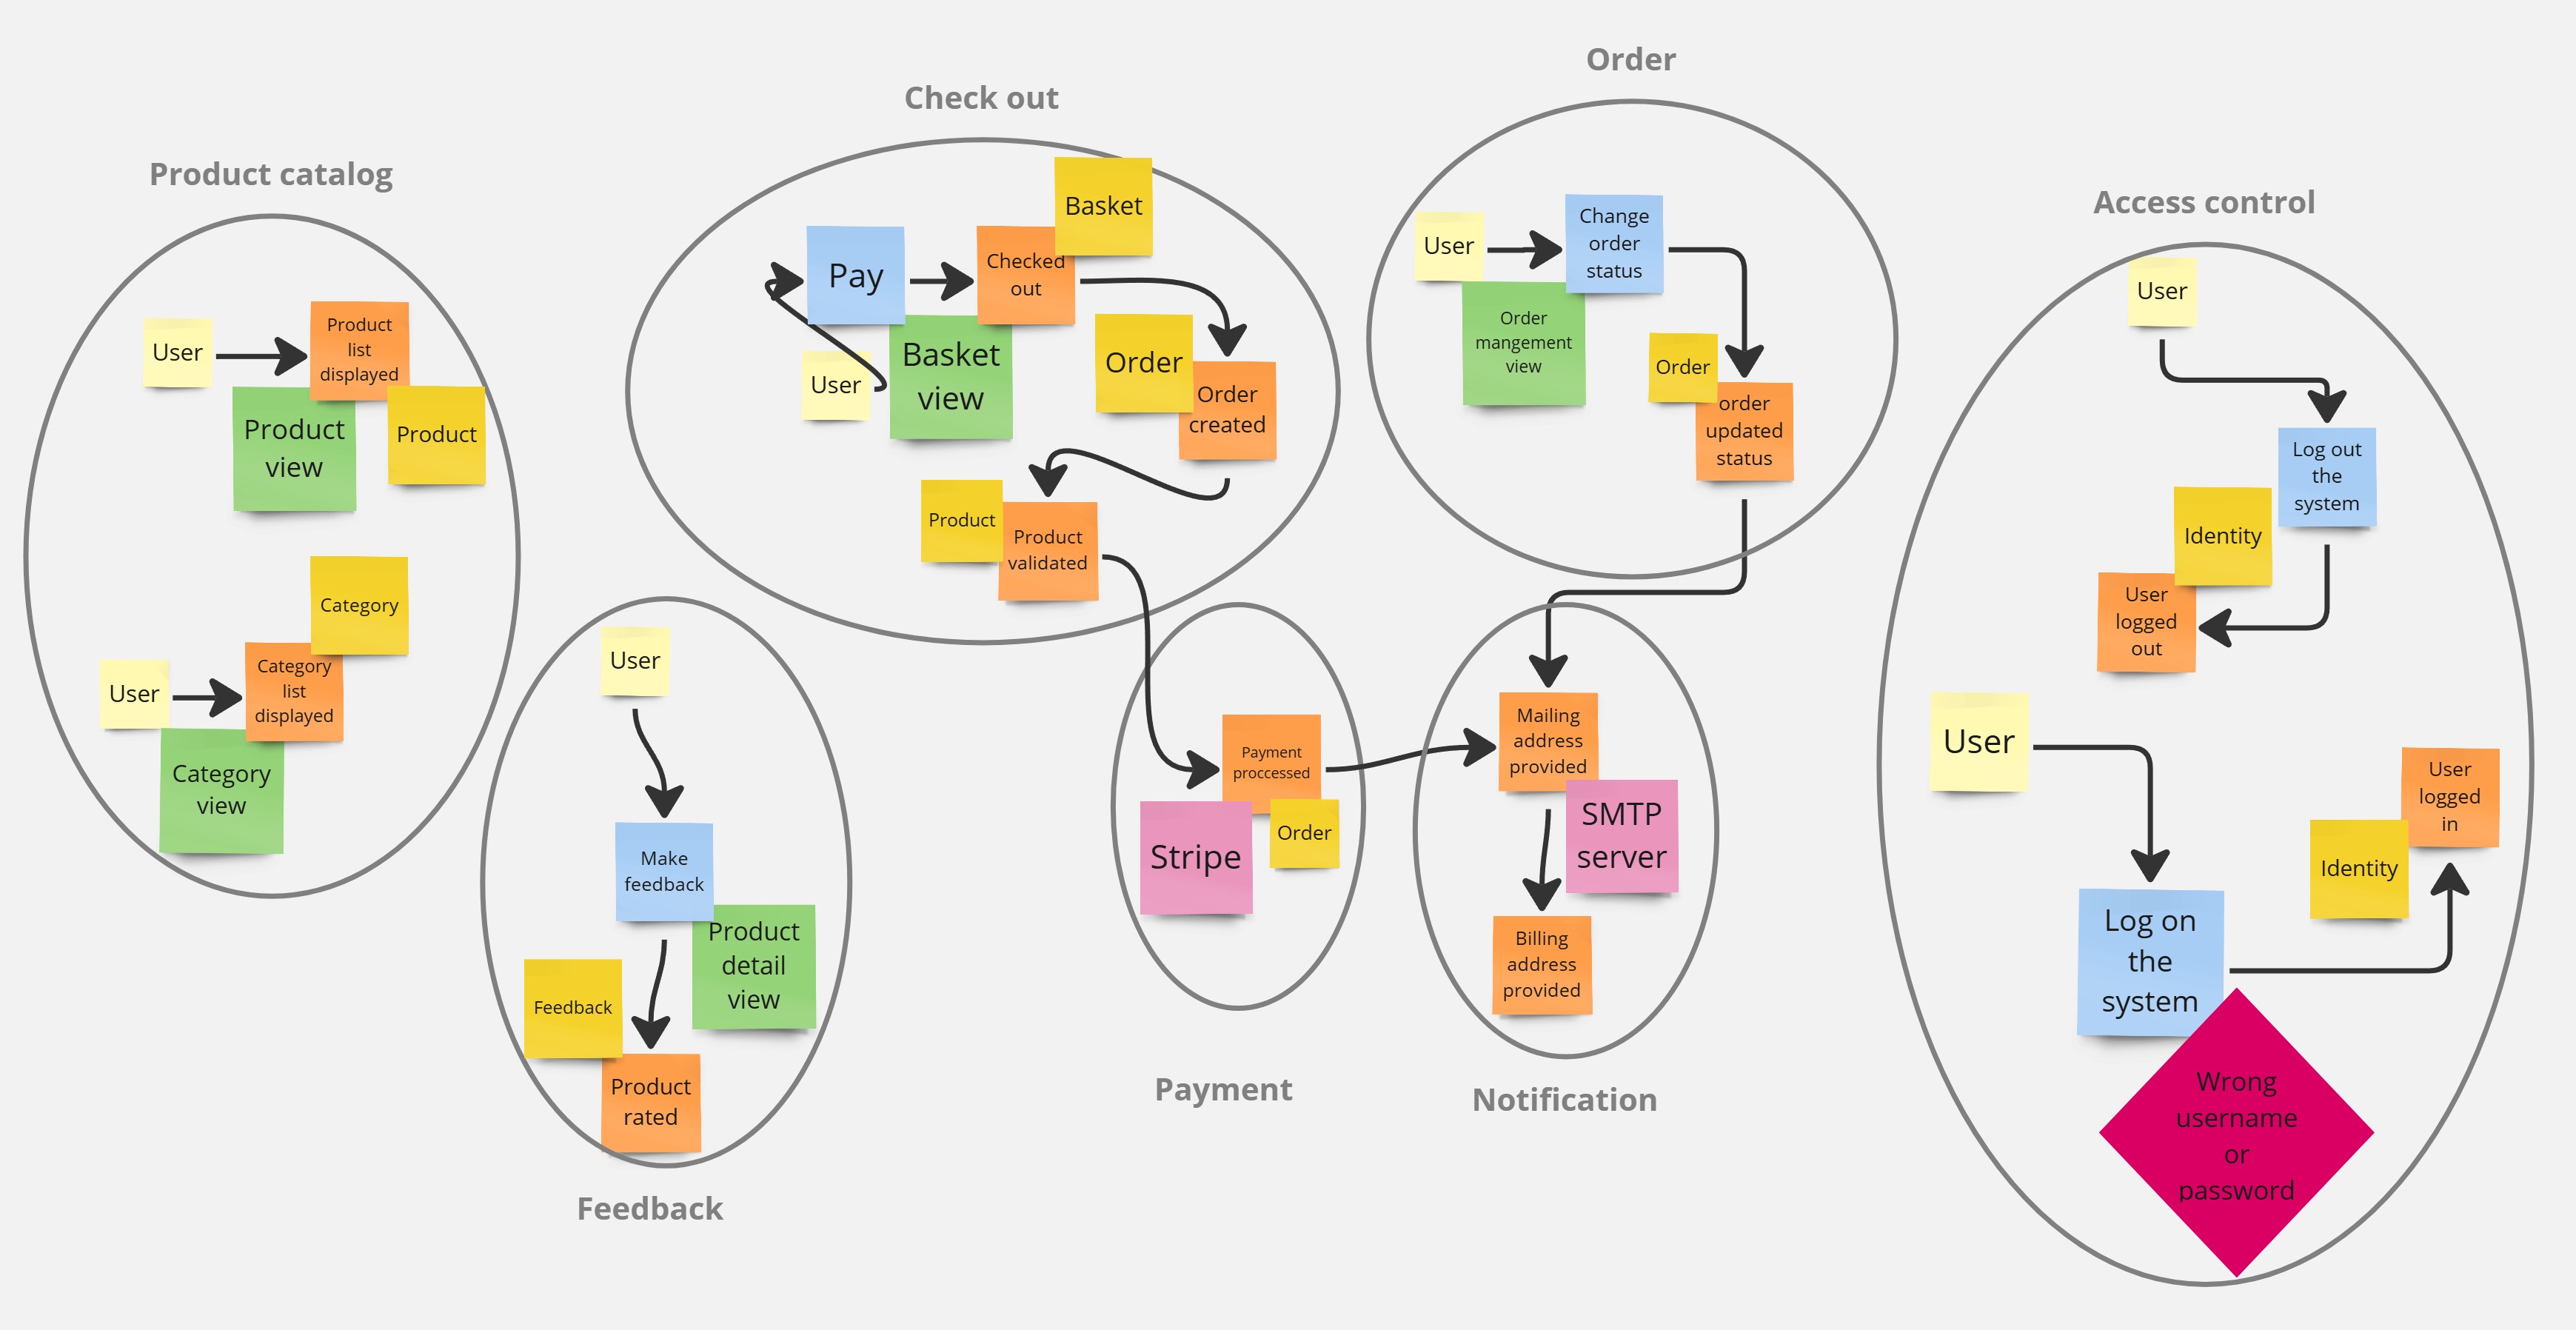 Product catalog
User
Product
list
displayed
Product
view
Product
Category
User
Category
list
displayed
Category
view
Feedback
User
Make
feedback
Product
detail
view
Feedback
Product
rated
Check out
Basket
Pay
Checked
out
User
Basket
view
Order
Order
created
Product
Product
validated
Payment
Payment
proccessed
Stripe
Order
Order
User
Change
order
status
Order
mangement
view
Order
order
updated
status
Notification
Mailing
address
provided
SMTP
server
Billing
address
provided
Access control
User
Log out
the
system
Identity
User
logged
out
User
User
logged
in
Identity
Log on
the
system
Wrong
username
or
password